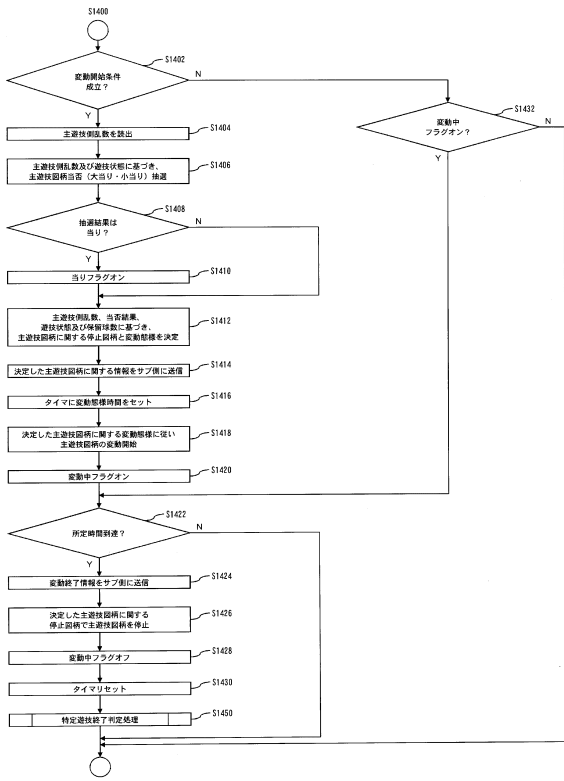 S1400
S1402
変動開始条件
成立？
N
Y
S1432
変動中
フラグオン？
N
Y
S1404
主遊技側乱数を読出
S1406
主遊技側乱数及び遊技状態に基づき、
主遊技図柄当否（大当り・小当り）抽選
S1408
抽選結果は
当り？
N
Y
S1410
当りフラグオン
S1412
主遊技側乱数、当否結果、
遊技状態及び保留球数に基づき、
主遊技図柄に関する停止図柄と変動態様を決定
S1414
決定した主遊技図柄に関する情報をサブ側に送信
S1416
タイマに変動態様時間をセット
S1418
決定した主遊技図柄に関する変動態様に従い
主遊技図柄の変動開始
S1420
変動中フラグオン
S1422
所定時間到達？
N
Y
S1424
変動終了情報をサブ側に送信
S1426
決定した主遊技図柄に関する
停止図柄で主遊技図柄を停止
S1428
変動中フラグオフ
S1430
タイマリセット
S1450
特定遊技終了判定処理